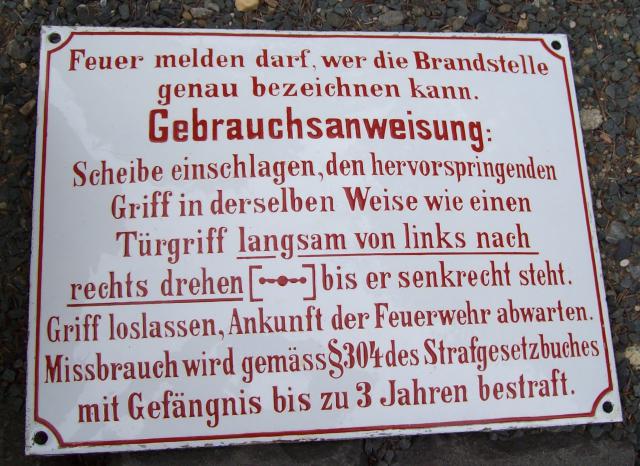 Feuer melden darf, wer die Brandstelle
genau bezeichnen kann.
Gebrauchsanweisung:
Scheibe einschlagen, den hervorspringenden
Griff in derselben Weise wie einen
Türgriff langsam von links nach
rechts drehen [ ] bis er senkrecht steht.
Griff loslassen, Ankunft der Feuerwehr abwarten.
Missbrauch wird gemäss § 304 des Strafgesetzbuches
mit Gefängnis bis zu 3 Jahren bestraft.